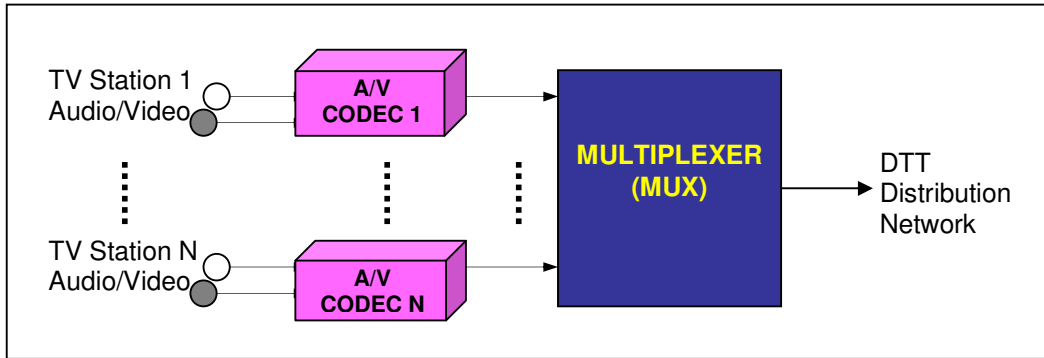 TV Station 1
Audio/Video
A/V
CODEC 1
MULTIPLEXER
(MUX)
DTT
Distribution
Network
TV Station N
Audio/Video
A/V
CODEC N